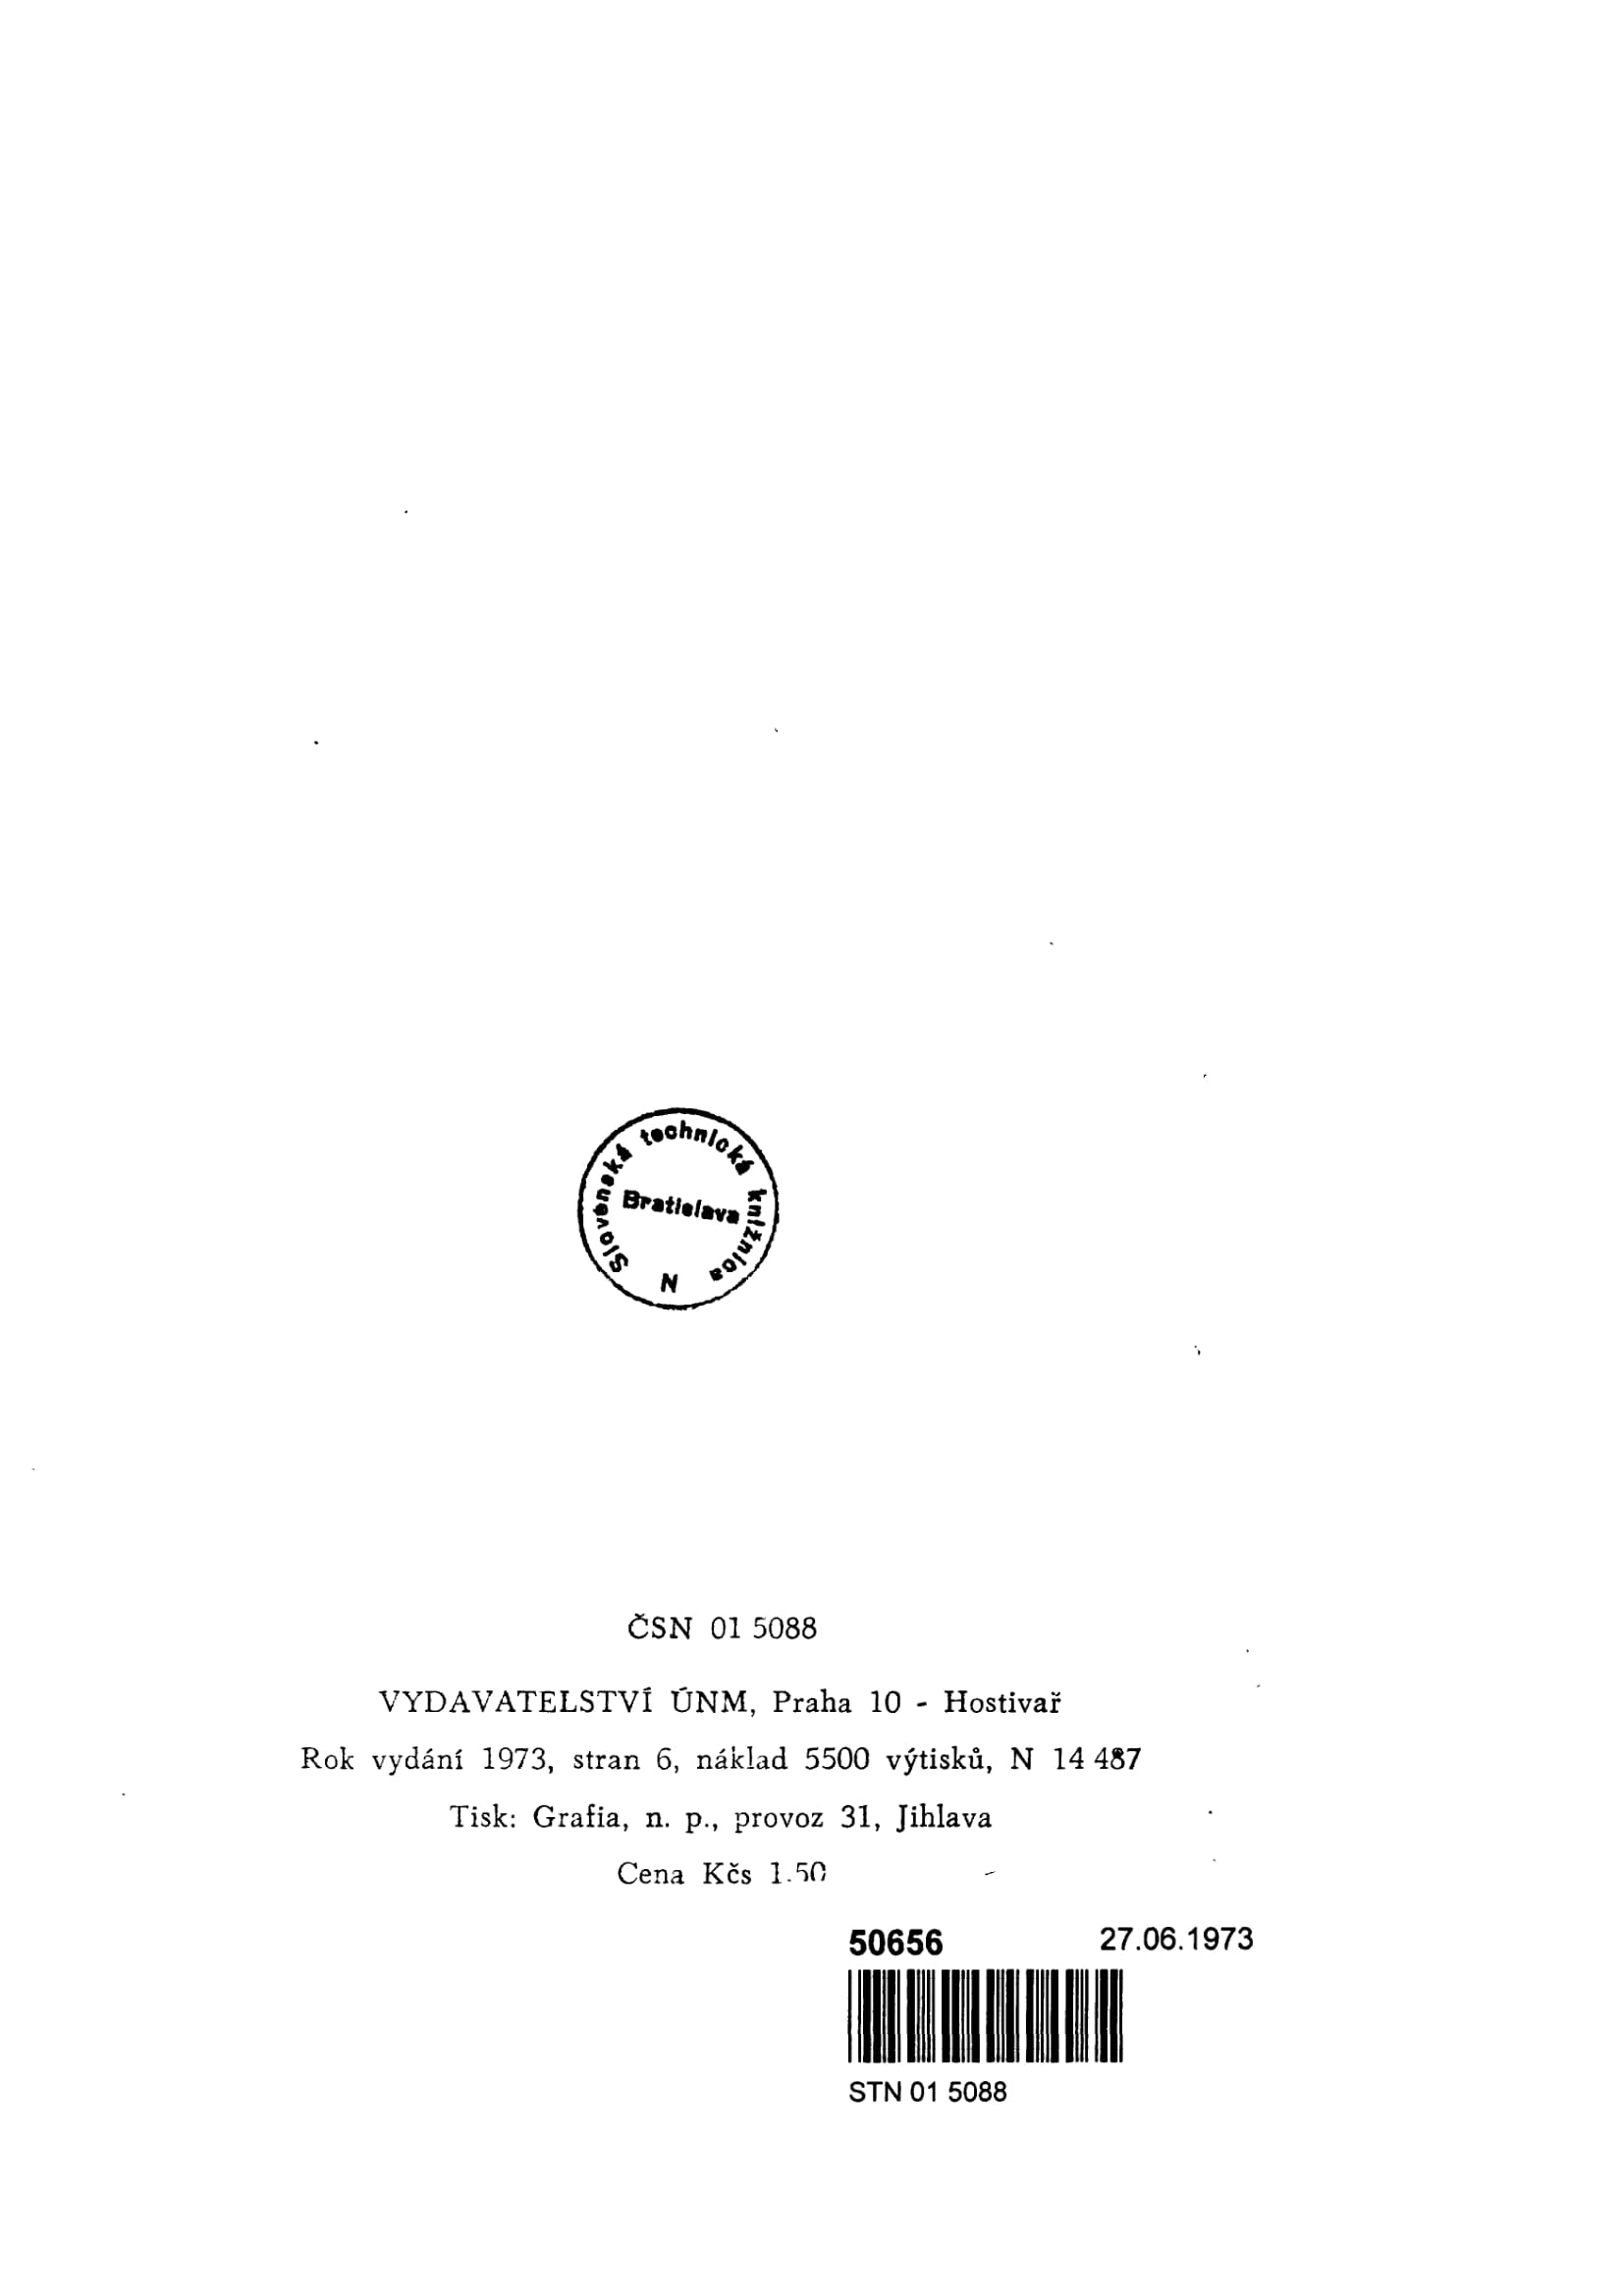 Slovenská technická knižnica
Bratislava
N
ČSN 01 5088
VYDAVATELSTVÍ ÚNM, Praha 10 - Hostivař
Rok vydání 1973, stran 6, náklad 5500 výtisků, N 14 487
Tisk: Grafia, n. p., provoz 31, Jihlava
Cena Kčs 1.50
50656 27.06.1973
STN 01 5088